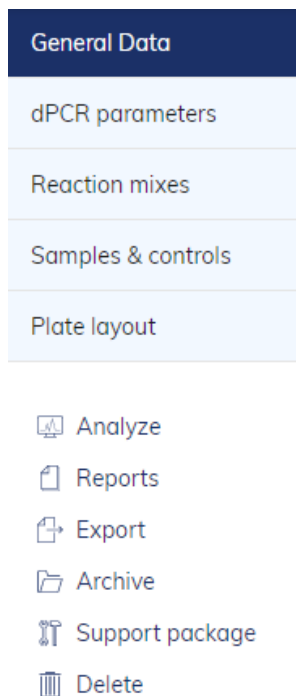 General Data
dPCR parameters
Reaction mixes
Samples & controls
Plate layout
Analyze
Reports
Export
Archive
Support package
Delete